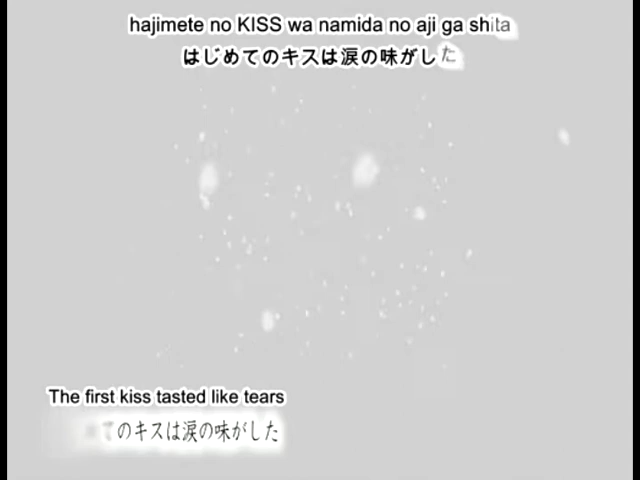 hajimete no KISS wa namida no aji ga shita
はじめてのキスは涙の味がした
The first kiss tasted like tears
てのキスは涙の味がした